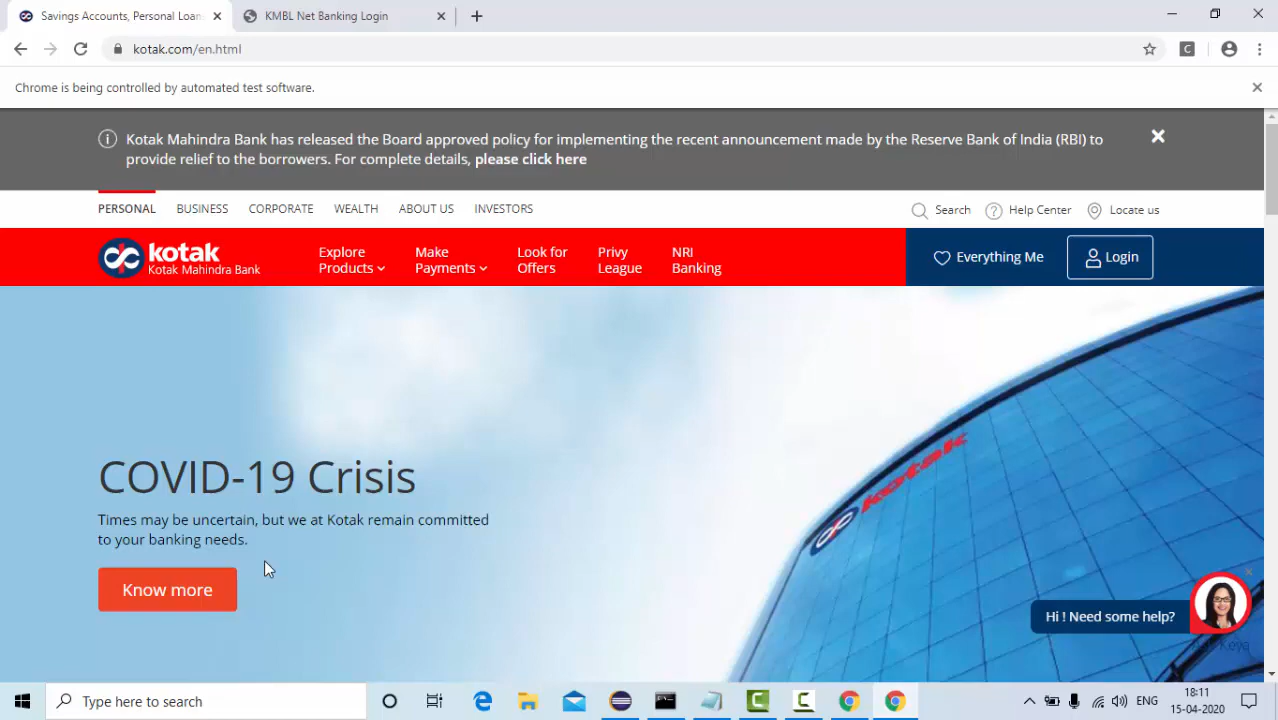 Savings Accounts, Personal Loan
KMBL Net Banking Login
kotak.com/en.html
Chrome is being controlled by automated test software.
Kotak Mahindra Bank has released the Board approved policy for implementing the recent announcement made by the Reserve Bank of India (RBI) to
provide relief to the borrowers. For complete details, please click here
PERSONAL BUSINESS CORPORATE WEALTH ABOUT US INVESTORS Search Help Center Locate us
kotak
Kotak Mahindra Bank
Explore
Products
Make
Payments
Look for
Offers
Privy
League
NRI
Banking
Everything Me
Login
kotak
COVID-19 Crisis
Times may be uncertain, but we at Kotak remain committed
to your banking needs.
Know more
Hi ! Need some help?
Keya
Type here to search
ENG
18:11
15-04-2020